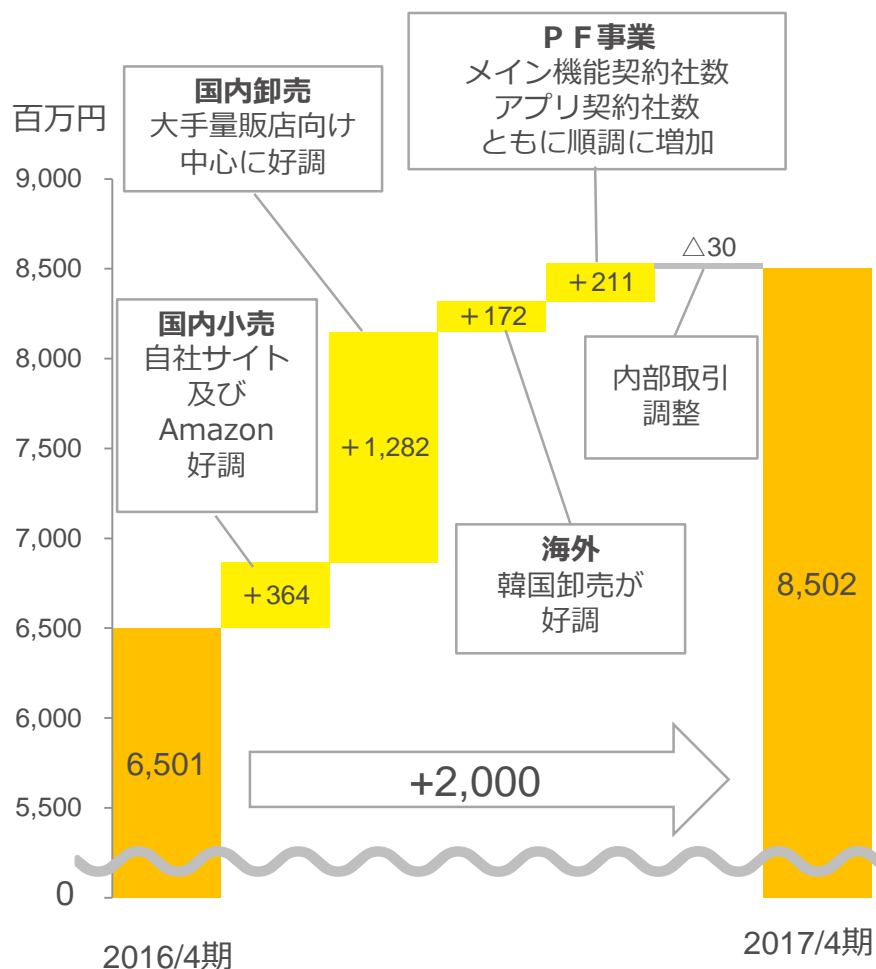 百万円
9,000
8,500
8,000
7,500
7,000
6,500
6,000
5,500
0
国内卸売
大手量販店向け
中心に好調
ＰＦ事業
メイン機能契約社数
アプリ契約社数
ともに順調に増加
国内小売
自社サイト
及び
Amazon
好調
内部取引
調整
海外
韓国卸売が
好調
6,501
＋364
＋1,282
＋172
＋211
△30
8,502
+2,000
2016/4期
2017/4期